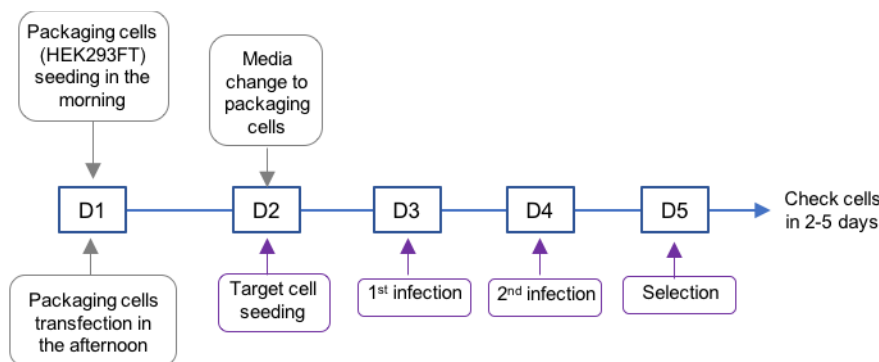 Packaging cells
(HEK293FT)
seeding in the
morning
Media
change to
packaging
cells
D1
D2
D3
D4
D5
Check cells
in 2-5 days
Packaging cells
transfection in
the afternoon
Target cell
seeding
1st infection
2nd infection
Selection